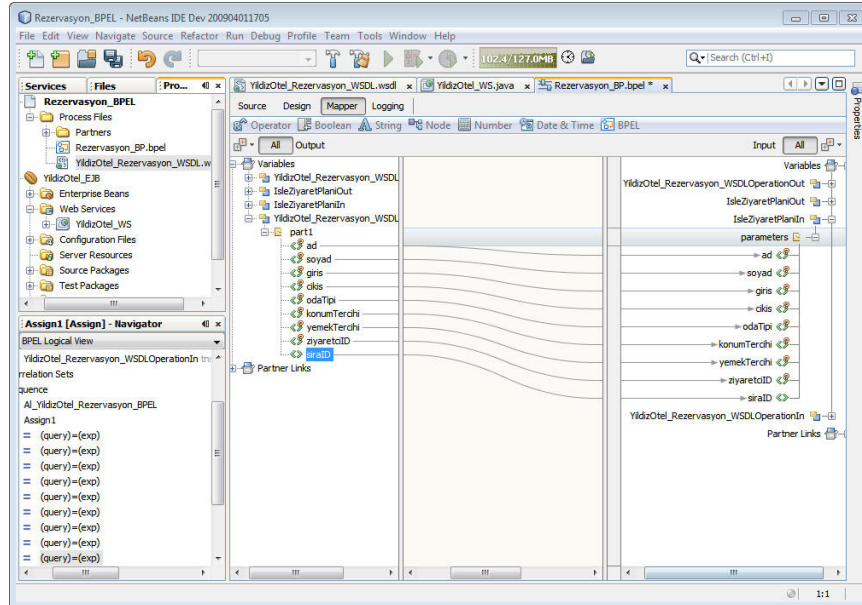 Rezervasyon_BPEL - NetBeans IDE Dev 200904011705
File Edit View Navigate Source Refactor Run Debug Profile Team Tools Window Help
102.4/127.0MB
Search (Ctrl+I)
Services Files Pro...
YildizOtel_Rezervasyon_WSDL.wsdl YildizOtel_WS.java Rezervasyon_BP.bpel *
Properties
Source Design Mapper Logging
Operator Boolean String Node Number Date & Time BPEL
All Output
Input All
Rezervasyon_BPEL
Process Files
Partners
Rezervasyon_BP.bpel
YildizOtel_Rezervasyon_WSDL.w
YildizOtel_EJB
Enterprise Beans
Web Services
YildizOtel_WS
Configuration Files
Server Resources
Source Packages
Test Packages
Variables
YildizOtel_Rezervasyon_WSDL
IsleZiyaretPlaniOut
IsleZiyaretPlaniIn
YildizOtel_Rezervasyon_WSDL
part1
ad
soyad
giris
cikis
odaTipi
konumTercihi
yemekTercihi
ziyaretciID
siraID
Partner Links
Variables
YildizOtel_Rezervasyon_WSDLOperationOut
IsleZiyaretPlaniOut
IsleZiyaretPlaniIn
parameters
ad
soyad
giris
cikis
odaTipi
konumTercihi
yemekTercihi
ziyaretciID
siraID
YildizOtel_Rezervasyon_WSDLOperationIn
Partner Links
Assign1 [Assign] - Navigator
BPEL Logical View
YildizOtel_Rezervasyon_WSDLOperationIn
rrelation Sets
quence
Al_YildizOtel_Rezervasyon_BPEL
Assign1
(query)=(exp)
(query)=(exp)
(query)=(exp)
(query)=(exp)
(query)=(exp)
(query)=(exp)
(query)=(exp)
(query)=(exp)
(query)=(exp)
1:1